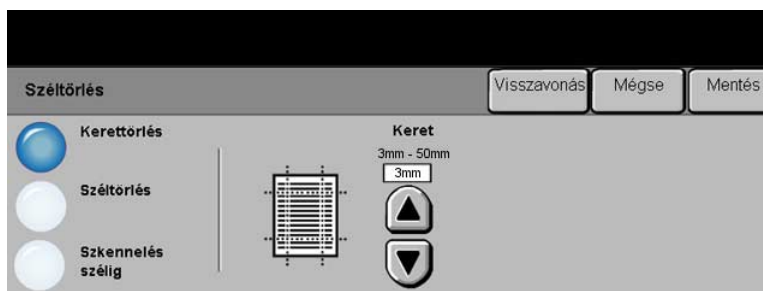 Széltörlés
Visszavonás
Mégse
Mentés
Kerettörlés
Széltörlés
Szkennelés
szélig
Keret
3mm - 50mm
3mm